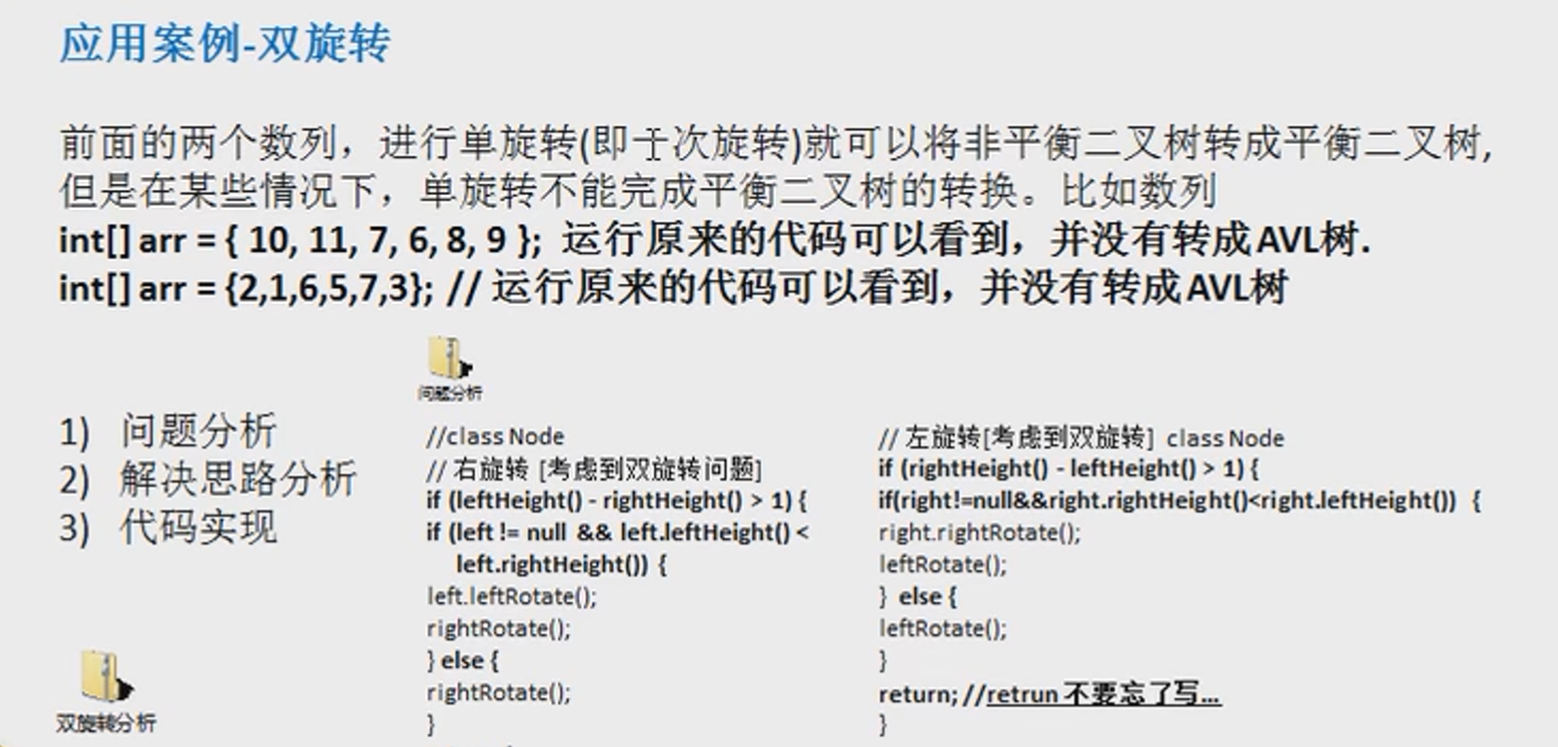 应用案例-双旋转
前面的两个数列，进行单旋转(即一次旋转)就可以将非平衡二叉树转成平衡二叉树,
但是在某些情况下，单旋转不能完成平衡二叉树的转换。比如数列
int[] arr = { 10, 11, 7, 6, 8, 9 };  运行原来的代码可以看到，并没有转成AVL树.
int[] arr = {2,1,6,5,7,3}; // 运行原来的代码可以看到，并没有转成AVL树
问题分析
1) 问题分析
2) 解决思路分析
3) 代码实现
双旋转分析
//class Node
// 右旋转 [考虑到双旋转问题]
if (leftHeight() - rightHeight() > 1) {
if (left != null && left.leftHeight() <
left.rightHeight()) {
left.leftRotate();
rightRotate();
} else {
rightRotate();
}
// 左旋转[考虑到双旋转] class Node
if (rightHeight() - leftHeight() > 1) {
if(right!=null&&right.rightHeight()<right.leftHeight()) {
right.rightRotate();
leftRotate();
} else {
leftRotate();
}
return; //retrun 不要忘了写...
}